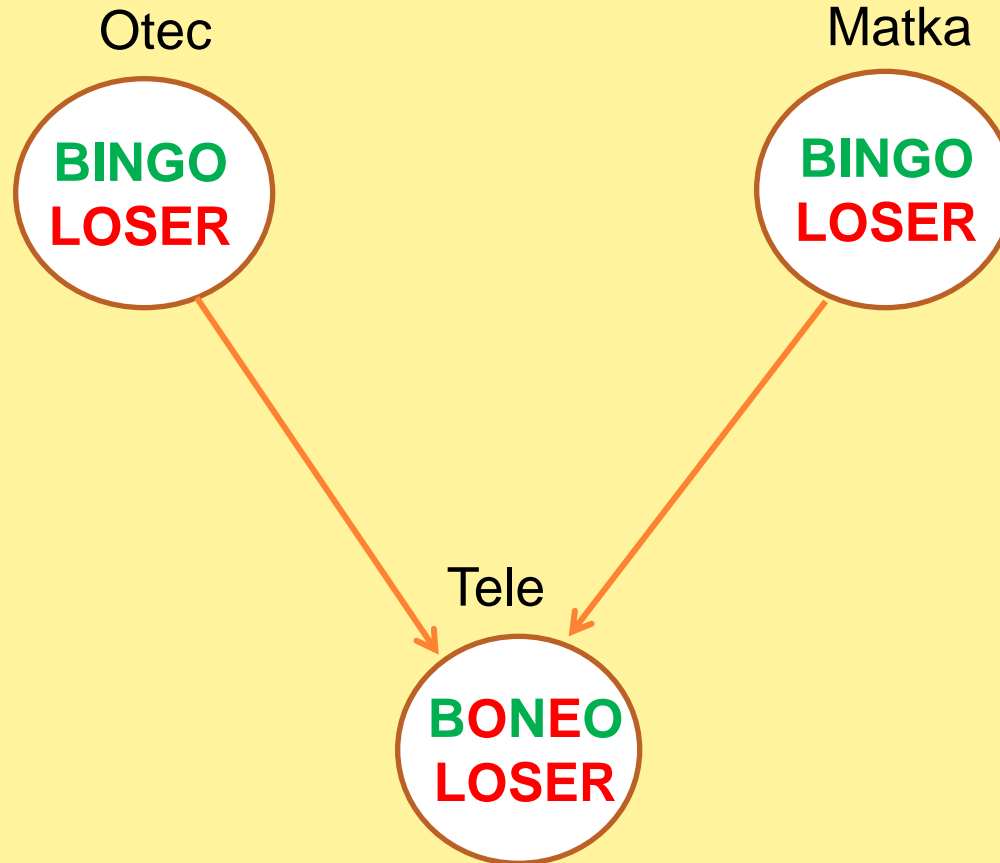 Otec
BINGO
LOSER
Matka
BINGO
LOSER
Tele
BONEO
LOSER